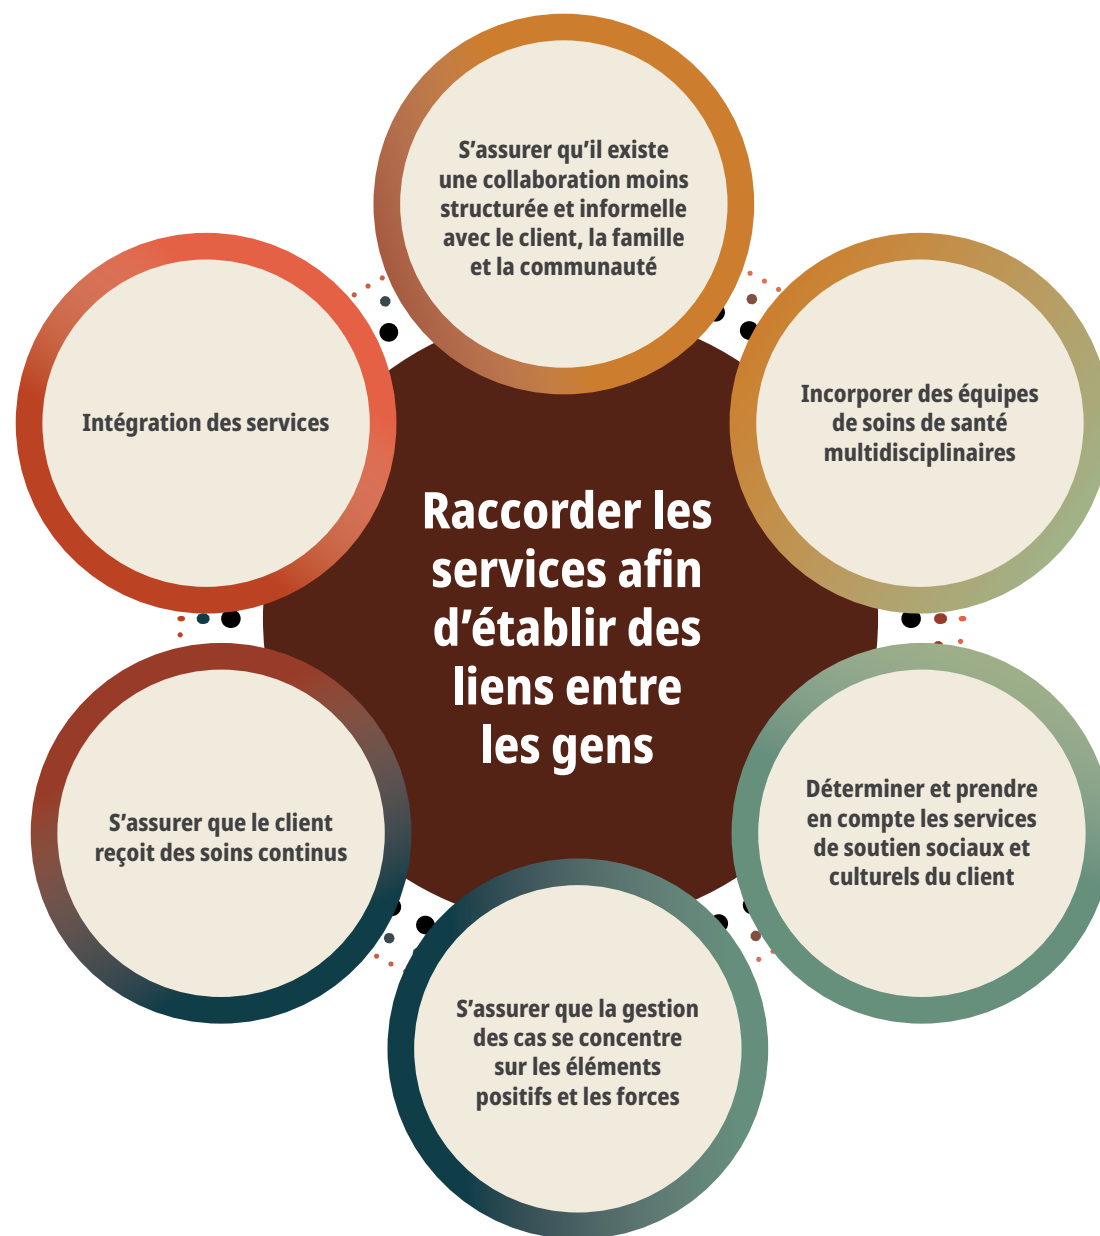 S’assurer qu’il existe
une collaboration moins
structurée et informelle
avec le client, la famille
et la communauté
Incorporer des équipes
de soins de santé
multidisciplinaires
Déterminer et prendre
en compte les services
de soutien sociaux et
culturels du client
S’assurer que la gestion
des cas se concentre
sur les éléments
positifs et les forces
S’assurer que le client
reçoit des soins continus
Intégration des services
Raccorder les
services afin
d’établir des
liens entre
les gens